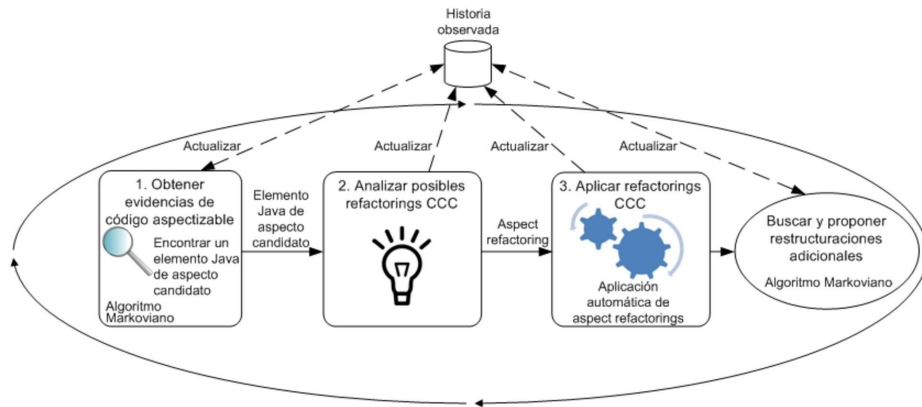 Historia
observada
Actualizar
Actualizar
Actualizar
Actualizar
1. Obtener
evidencias de
código aspectizable
Encontrar un
elemento Java
de aspecto
candidato
Algoritmo
Markoviano
Elemento
Java de
aspecto
candidato
2. Analizar posibles
refactorings CCC
Aspect
refactoring
3. Aplicar refactorings
CCC
Aplicación
automática de
aspect refactorings
Buscar y proponer
restructuraciones
adicionales
Algoritmo Markoviano